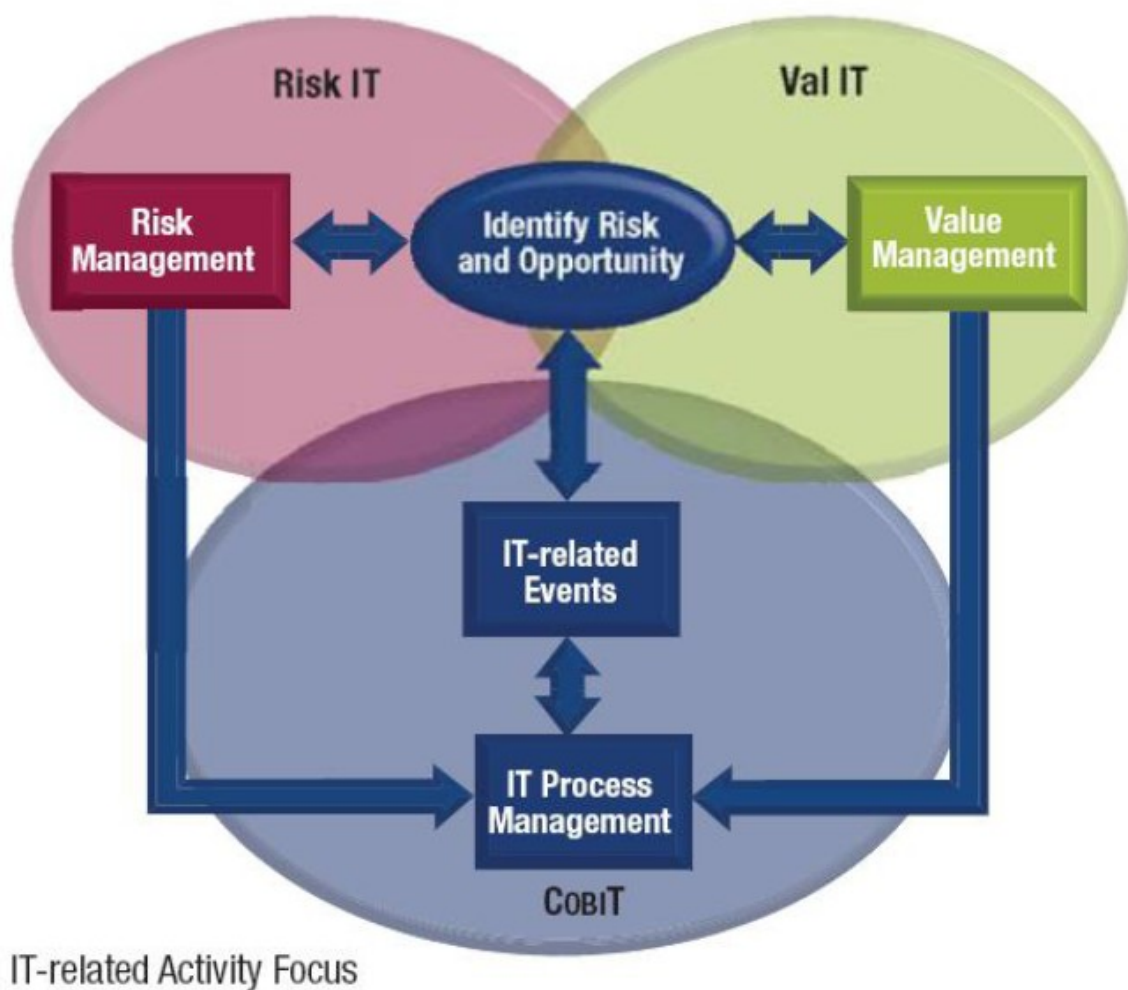 Risk IT
Val IT
Risk
Management
Identify Risk
and Opportunity
Value
Management
IT-related
Events
IT Process
Management
COBIT
IT-related Activity Focus